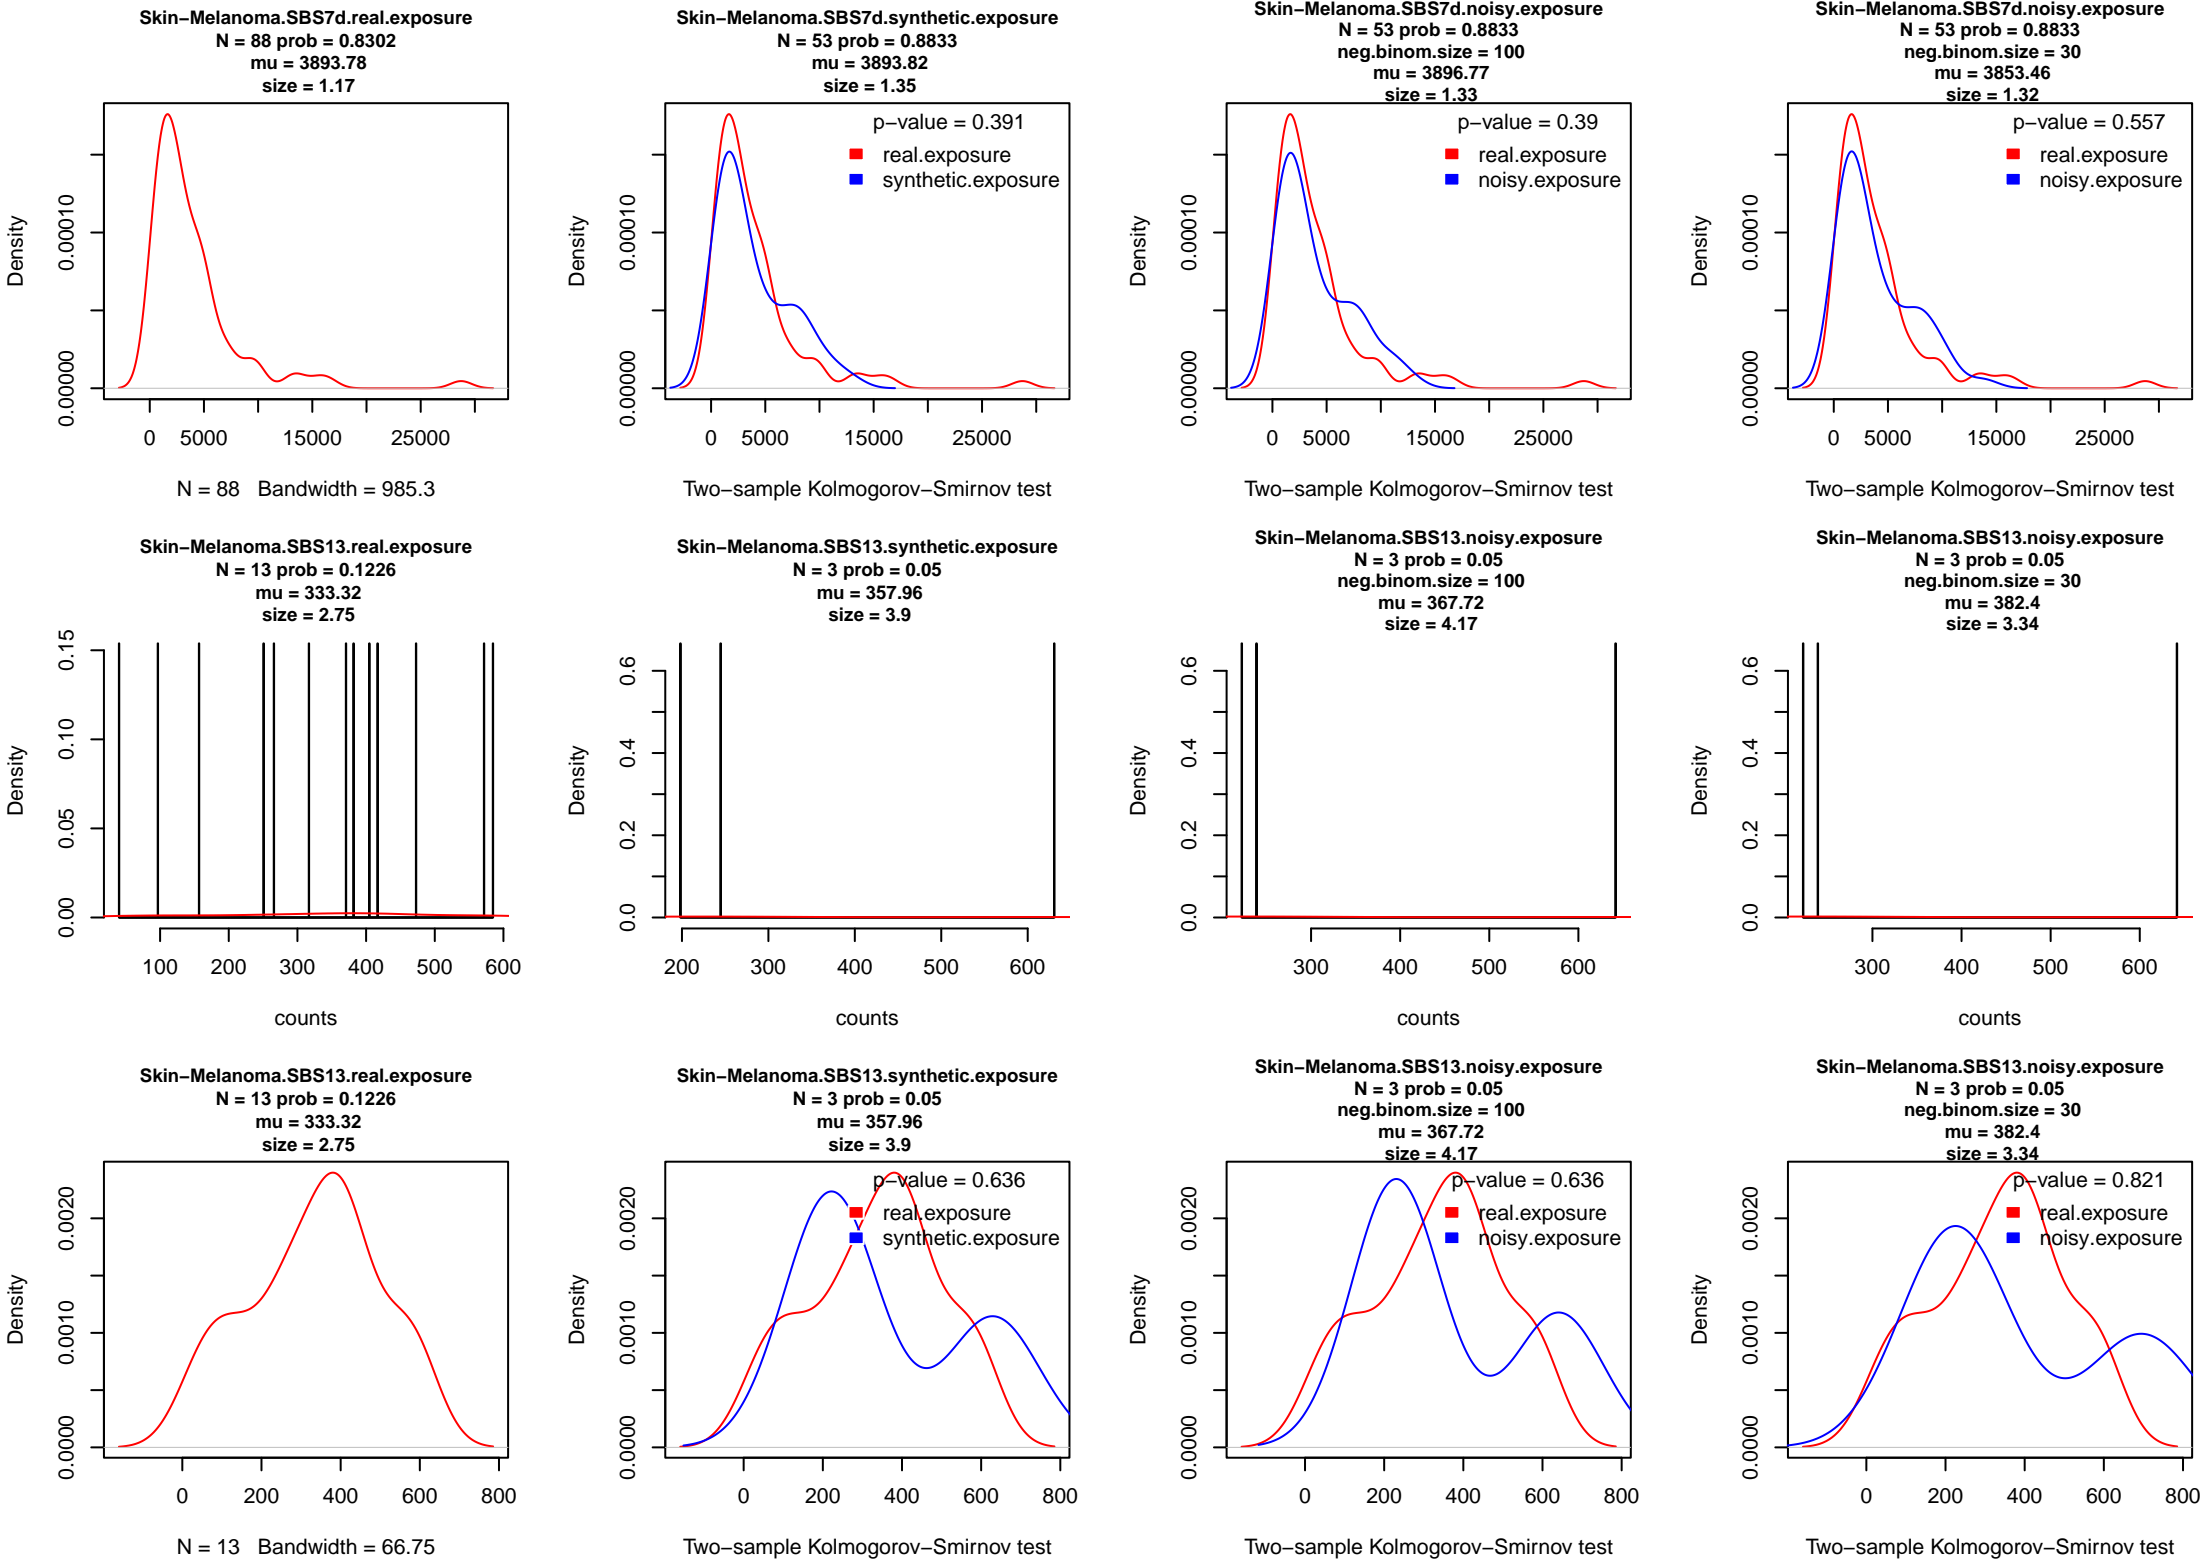 Skin−Melanoma.SBS7d.real.exposure
N = 88 prob = 0.8302
mu = 3893.78
size = 1.17
Density
0.00000 0.00010
0 5000 15000 25000
N = 88 Bandwidth = 985.3
Skin−Melanoma.SBS7d.synthetic.exposure
N = 53 prob = 0.8833
mu = 3893.82
size = 1.35
p−value = 0.391
real.exposure
synthetic.exposure
Density
0.00000 0.00010
0 5000 15000 25000
Two−sample Kolmogorov−Smirnov test
Skin−Melanoma.SBS7d.noisy.exposure
N = 53 prob = 0.8833
neg.binom.size = 100
mu = 3896.77
size = 1.33
p−value = 0.39
real.exposure
noisy.exposure
Density
0.00000 0.00010
0 5000 15000 25000
Two−sample Kolmogorov−Smirnov test
Skin−Melanoma.SBS7d.noisy.exposure
N = 53 prob = 0.8833
neg.binom.size = 30
mu = 3853.46
size = 1.32
p−value = 0.557
real.exposure
noisy.exposure
Density
0.00000 0.00010
0 5000 15000 25000
Two−sample Kolmogorov−Smirnov test
Skin−Melanoma.SBS13.real.exposure
N = 13 prob = 0.1226
mu = 333.32
size = 2.75
Density
0.00 0.05 0.10 0.15
100 200 300 400 500 600
counts
Skin−Melanoma.SBS13.synthetic.exposure
N = 3 prob = 0.05
mu = 357.96
size = 3.9
Density
0.0 0.2 0.4 0.6
200 300 400 500 600
counts
Skin−Melanoma.SBS13.noisy.exposure
N = 3 prob = 0.05
neg.binom.size = 100
mu = 367.72
size = 4.17
Density
0.0 0.2 0.4 0.6
300 400 500 600
counts
Skin−Melanoma.SBS13.noisy.exposure
N = 3 prob = 0.05
neg.binom.size = 30
mu = 382.4
size = 3.34
Density
0.0 0.2 0.4 0.6
300 400 500 600
counts
Skin−Melanoma.SBS13.real.exposure
N = 13 prob = 0.1226
mu = 333.32
size = 2.75
Density
0.0000 0.0010 0.0020
0 200 400 600 800
N = 13 Bandwidth = 66.75
Skin−Melanoma.SBS13.synthetic.exposure
N = 3 prob = 0.05
mu = 357.96
size = 3.9
p−value = 0.636
real.exposure
synthetic.exposure
Density
0.0000 0.0010 0.0020
0 200 400 600 800
Two−sample Kolmogorov−Smirnov test
Skin−Melanoma.SBS13.noisy.exposure
N = 3 prob = 0.05
neg.binom.size = 100
mu = 367.72
size = 4.17
p−value = 0.636
real.exposure
noisy.exposure
Density
0.0000 0.0010 0.0020
0 200 400 600 800
Two−sample Kolmogorov−Smirnov test
Skin−Melanoma.SBS13.noisy.exposure
N = 3 prob = 0.05
neg.binom.size = 30
mu = 382.4
size = 3.34
p−value = 0.821
real.exposure
noisy.exposure
Density
0.0000 0.0010 0.0020
0 200 400 600 800
Two−sample Kolmogorov−Smirnov test